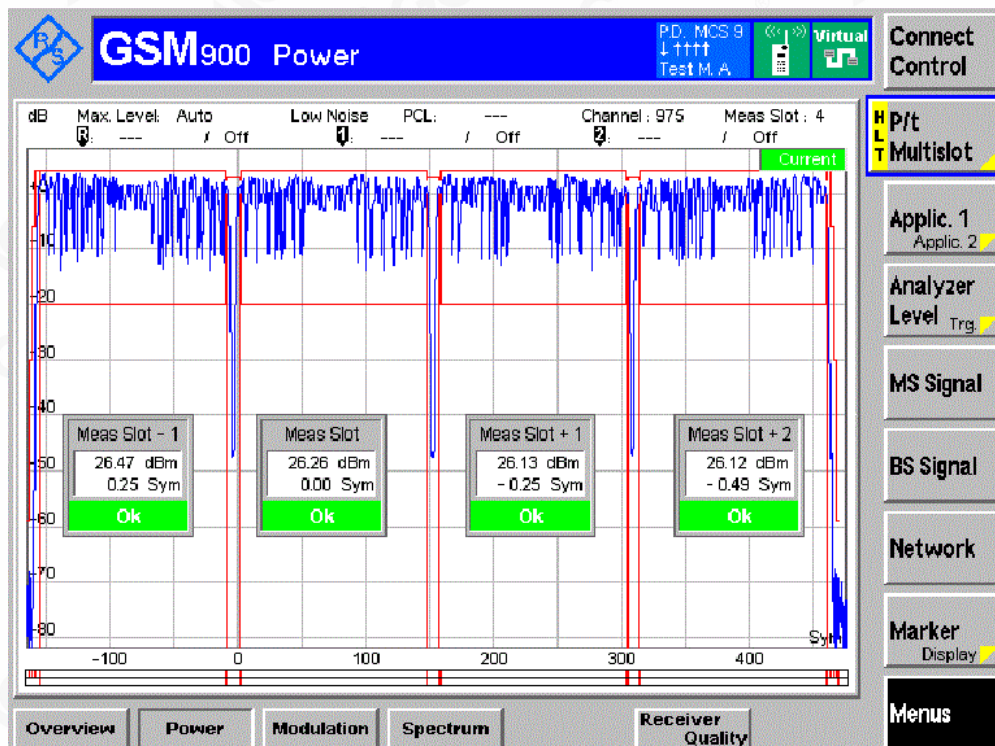 R/S
GSM900 Power
P.D. MCS 9
↓ ↑↑↑↑
Test M. A.
Virtual
Connect Control
dB Max. Level: Auto Low Noise PCL: --- Channel : 975 Meas Slot : 4
R: --- / Off 1: --- / Off 2: --- / Off
Current
HLT
P/t Multislot
Applic. 1
Applic. 2
Analyzer Level Trg.
MS Signal
BS Signal
Network
Marker
Display
Menus
-10
-20
-30
-40
-50
-60
-70
-80
Meas Slot - 1
26.47 dBm
0.25 Sym
Ok
Meas Slot
26.26 dBm
0.00 Sym
Ok
Meas Slot + 1
26.13 dBm
- 0.25 Sym
Ok
Meas Slot + 2
26.12 dBm
- 0.49 Sym
Ok
Sym
-100 0 100 200 300 400
Overview Power Modulation Spectrum Receiver Quality